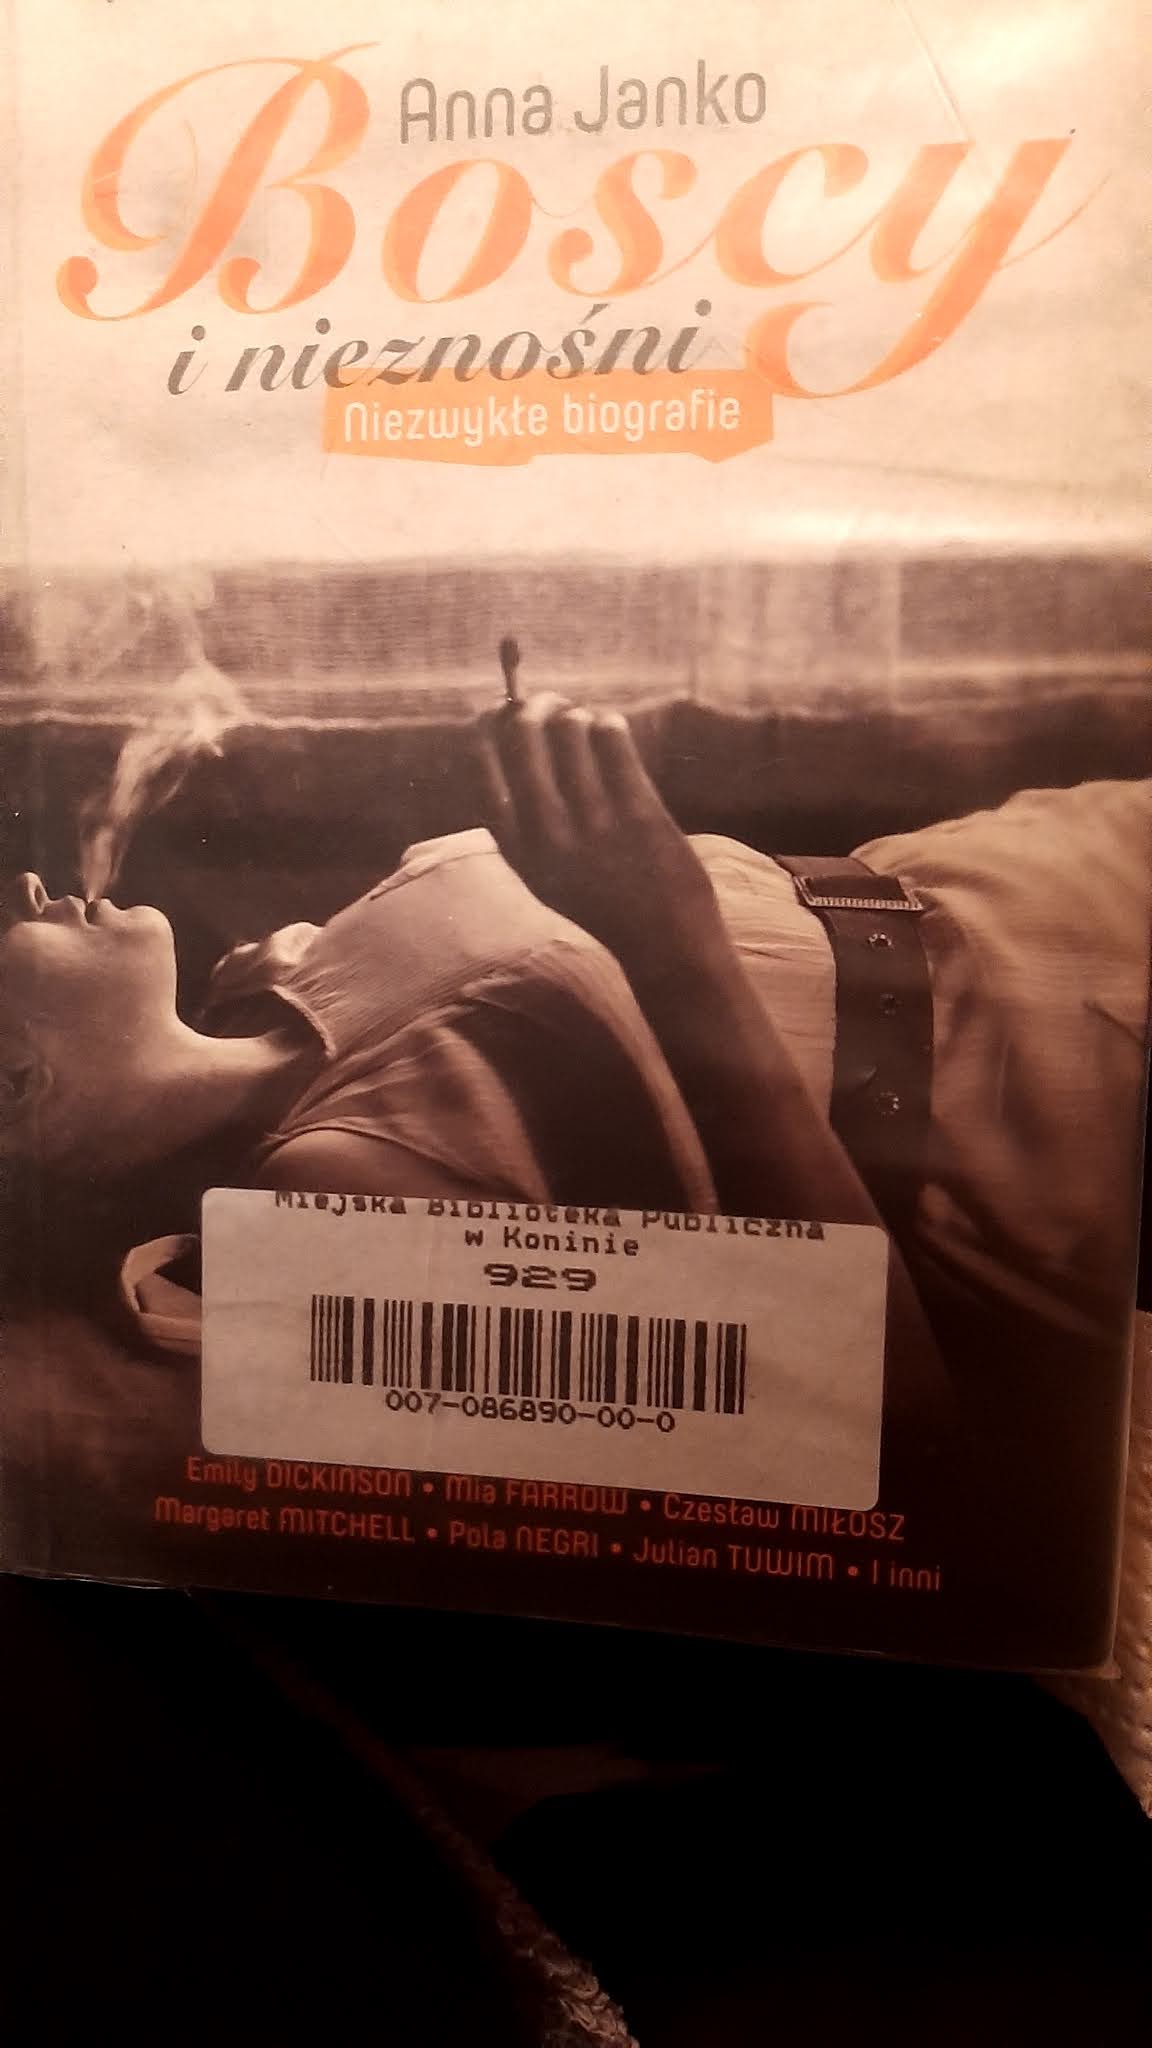 Anna Janko
Boscy
i nieznośni
Niezwykłe biografie
Miejska Biblioteka Publiczna
w Koninie
929
007-086890-00-0
Emily DICKINSON • Mia FARROW • Czesław MIŁOSZ
Margaret MITCHELL • Pola NEGRI • Julian TUWIM • I inni